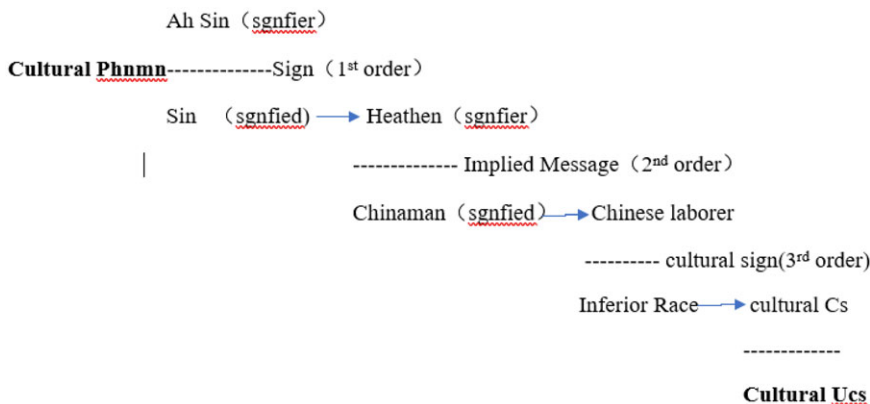 Ah Sin（sgnfier）
Cultural Phnmn--------------Sign（1st order）
Sin （sgnfied) Heathen（sgnfier）
-------------- Implied Message（2nd order）
Chinaman（sgnfied） Chinese laborer
---------- cultural sign(3rd order)
Inferior Race cultural Cs
-------------
Cultural Ucs